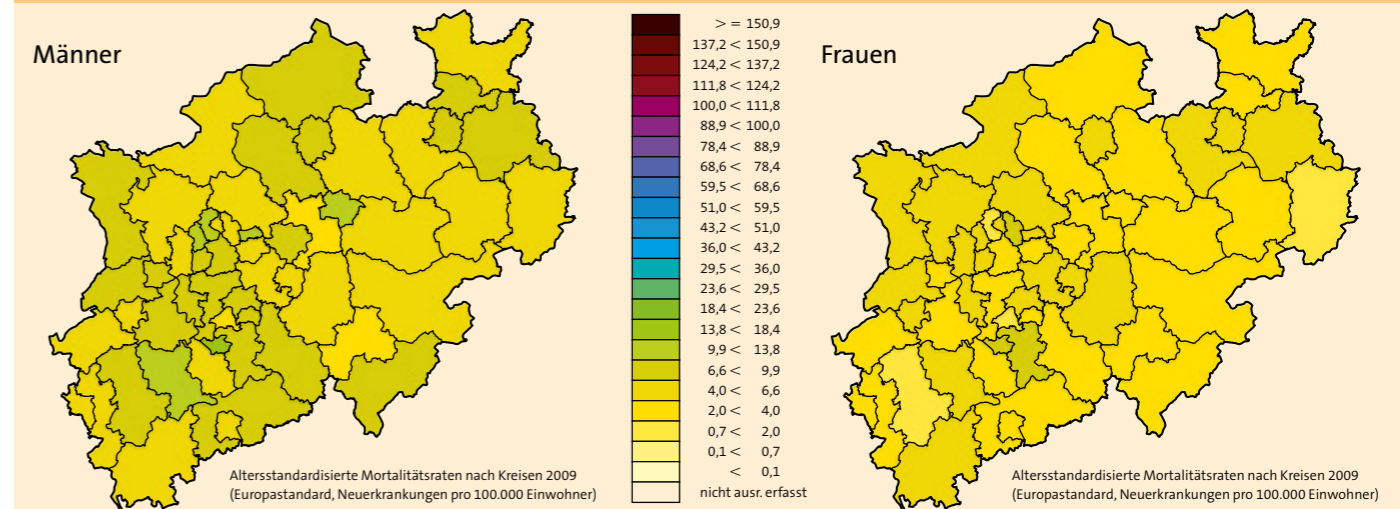 Männer
> = 150,9
137,2 < 150,9
124,2 < 137,2
111,8 < 124,2
100,0 < 111,8
88,9 < 100,0
78,4 < 88,9
68,6 < 78,4
59,5 < 68,6
51,0 < 59,5
43,2 < 51,0
36,0 < 43,2
29,5 < 36,0
23,6 < 29,5
18,4 < 23,6
13,8 < 18,4
9,9 < 13,8
6,6 < 9,9
4,0 < 6,6
2,0 < 4,0
0,7 < 2,0
0,1 < 0,7
< 0,1
nicht ausr. erfasst
Altersstandardisierte Mortalitätsraten nach Kreisen 2009
(Europastandard, Neuerkrankungen pro 100.000 Einwohner)
Frauen
Altersstandardisierte Mortalitätsraten nach Kreisen 2009
(Europastandard, Neuerkrankungen pro 100.000 Einwohner)